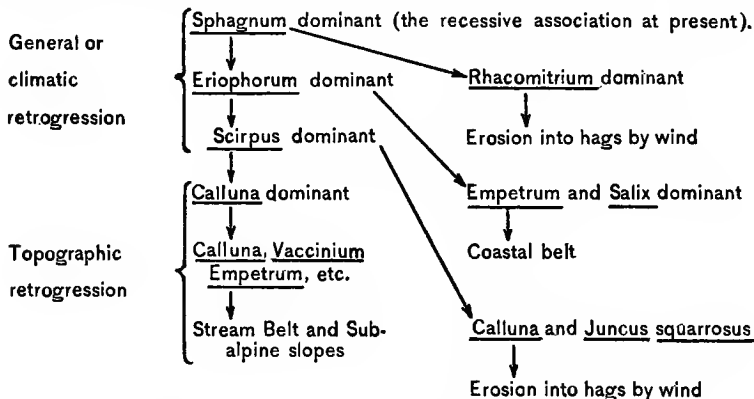 General or
climatic
retrogression
Sphagnum dominant (the recessive association at present).
Eriophorum dominant
Rhacomitrium dominant
Scirpus dominant
Erosion into hags by wind
Topographic
retrogression
Calluna dominant
Empetrum and Salix dominant
Calluna, Vaccinium
Empetrum, etc.
Coastal belt
Stream Belt and Sub-
alpine slopes
Calluna and Juncus squarrosus
Erosion into hags by wind